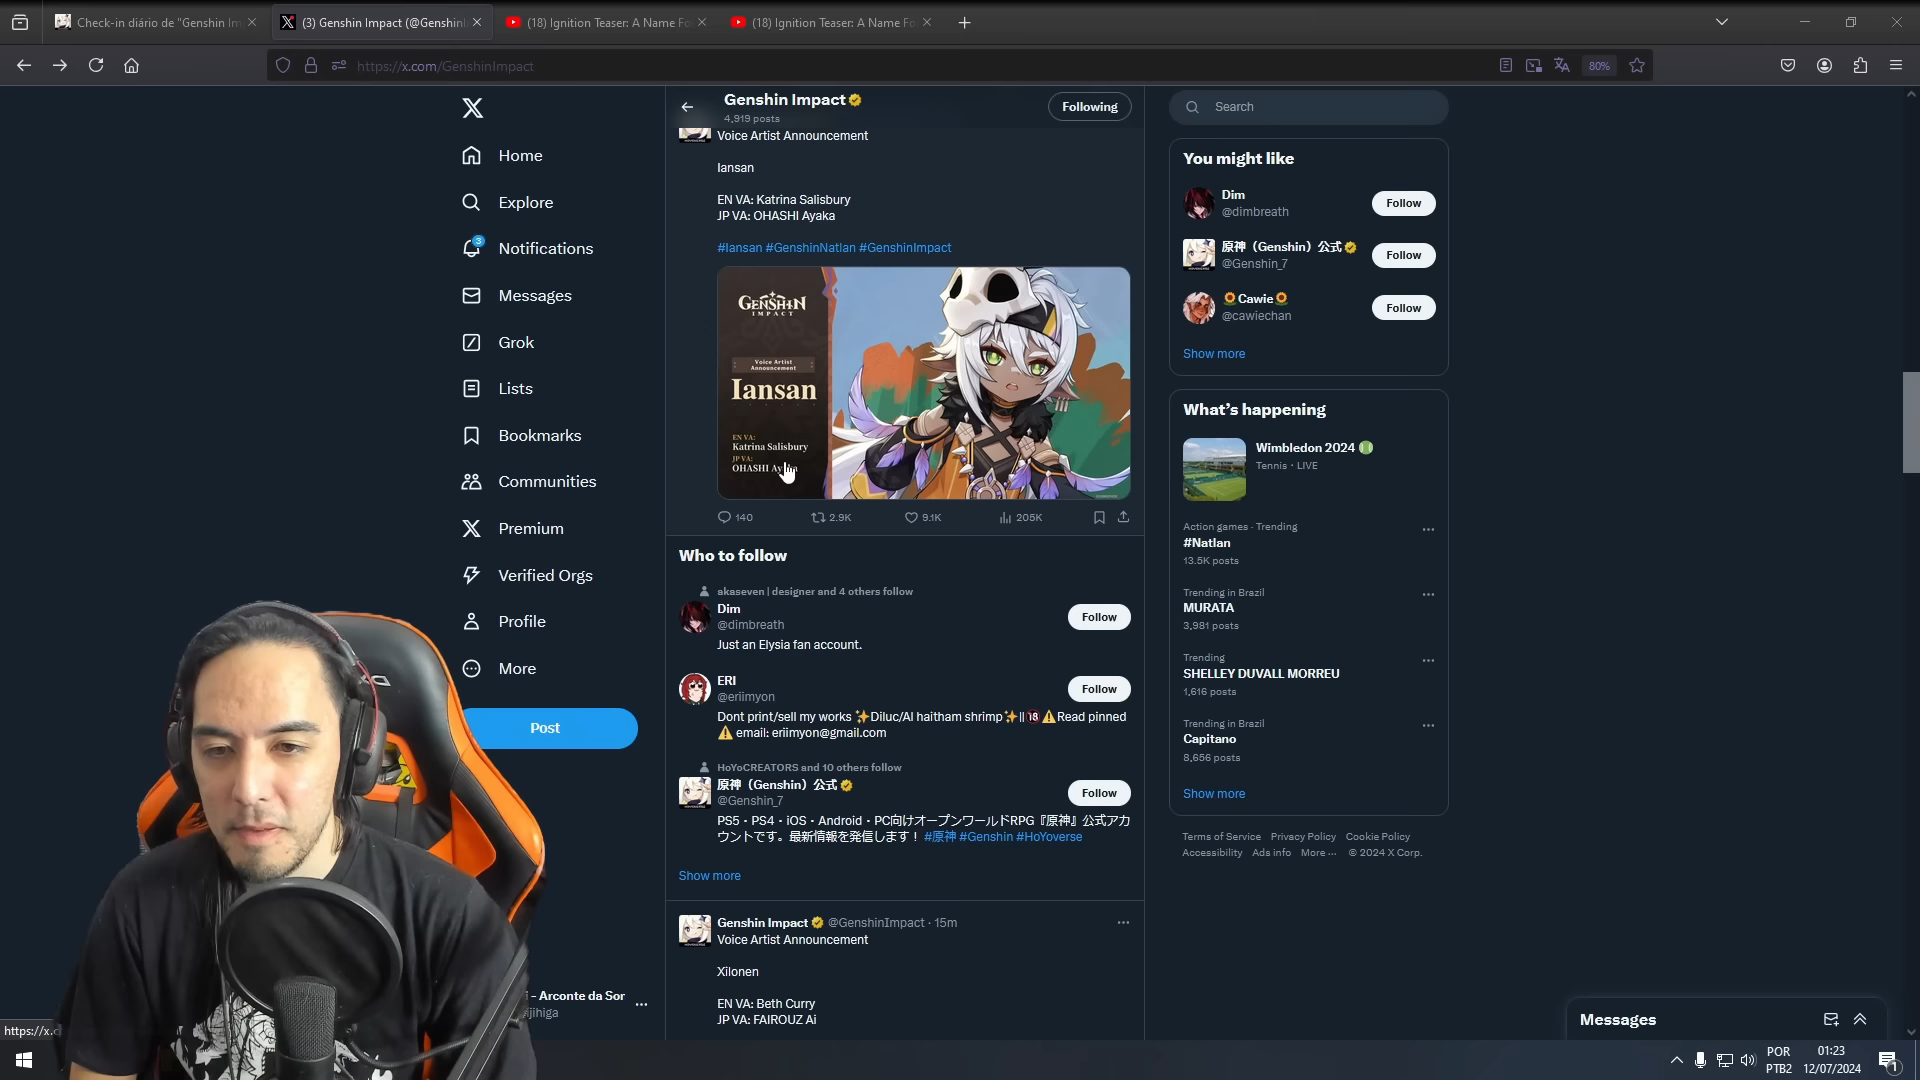 Check-in diário de "Genshin Im
(3) Genshin Impact (@GenshinI
(18) Ignition Teaser: A Name Fo
(18) Ignition Teaser: A Name Fo
https://x.com/GenshinImpact
80%
Home
Explore
3
Notifications
Messages
Grok
Lists
Bookmarks
Communities
Premium
Verified Orgs
Profile
More
Post
- Arconte da Sor
jihiga
https://x.c
Genshin Impact
4,919 posts
Following
Voice Artist Announcement
Iansan
EN VA: Katrina Salisbury
JP VA: OHASHI Ayaka
#Iansan #GenshinNatlan #GenshinImpact
GENSHIN
IMPACT
Voice Artist
Announcement
Iansan
EN VA:
Katrina Salisbury
JP VA:
OHASHI Ay
140
2.9K
9.1K
205K
Who to follow
akaseven | designer and 4 others follow
Dim
@dimbreath
Just an Elysia fan account.
Follow
ERI
@eriimyon
Dont print/sell my works ✨Diluc/Al haitham shrimp✨||🔞⚠️Read pinned
⚠️ email: eriimyon@gmail.com
Follow
HoYoCREATORS and 10 others follow
原神（Genshin）公式
@Genshin_7
PS5・PS4・iOS・Android・PC向けオープンワールドRPG『原神』公式アカ
ウントです。最新情報を発信します！ #原神 #Genshin #HoYoverse
Follow
Show more
Genshin Impact @GenshinImpact · 15m
Voice Artist Announcement
Xilonen
EN VA: Beth Curry
JP VA: FAIROUZ Ai
Search
You might like
Dim
@dimbreath
Follow
原神（Genshin）公式
@Genshin_7
Follow
🌻Cawie🌻
@cawiechan
Follow
Show more
What's happening
Wimbledon 2024
Tennis · LIVE
Action games · Trending
#Natlan
13.5K posts
Trending in Brazil
MURATA
3,981 posts
Trending
SHELLEY DUVALL MORREU
1,616 posts
Trending in Brazil
Capitano
8,656 posts
Show more
Terms of Service Privacy Policy Cookie Policy
Accessibility Ads info More ··· © 2024 X Corp.
Messages
POR
PTB2
01:23
12/07/2024
1